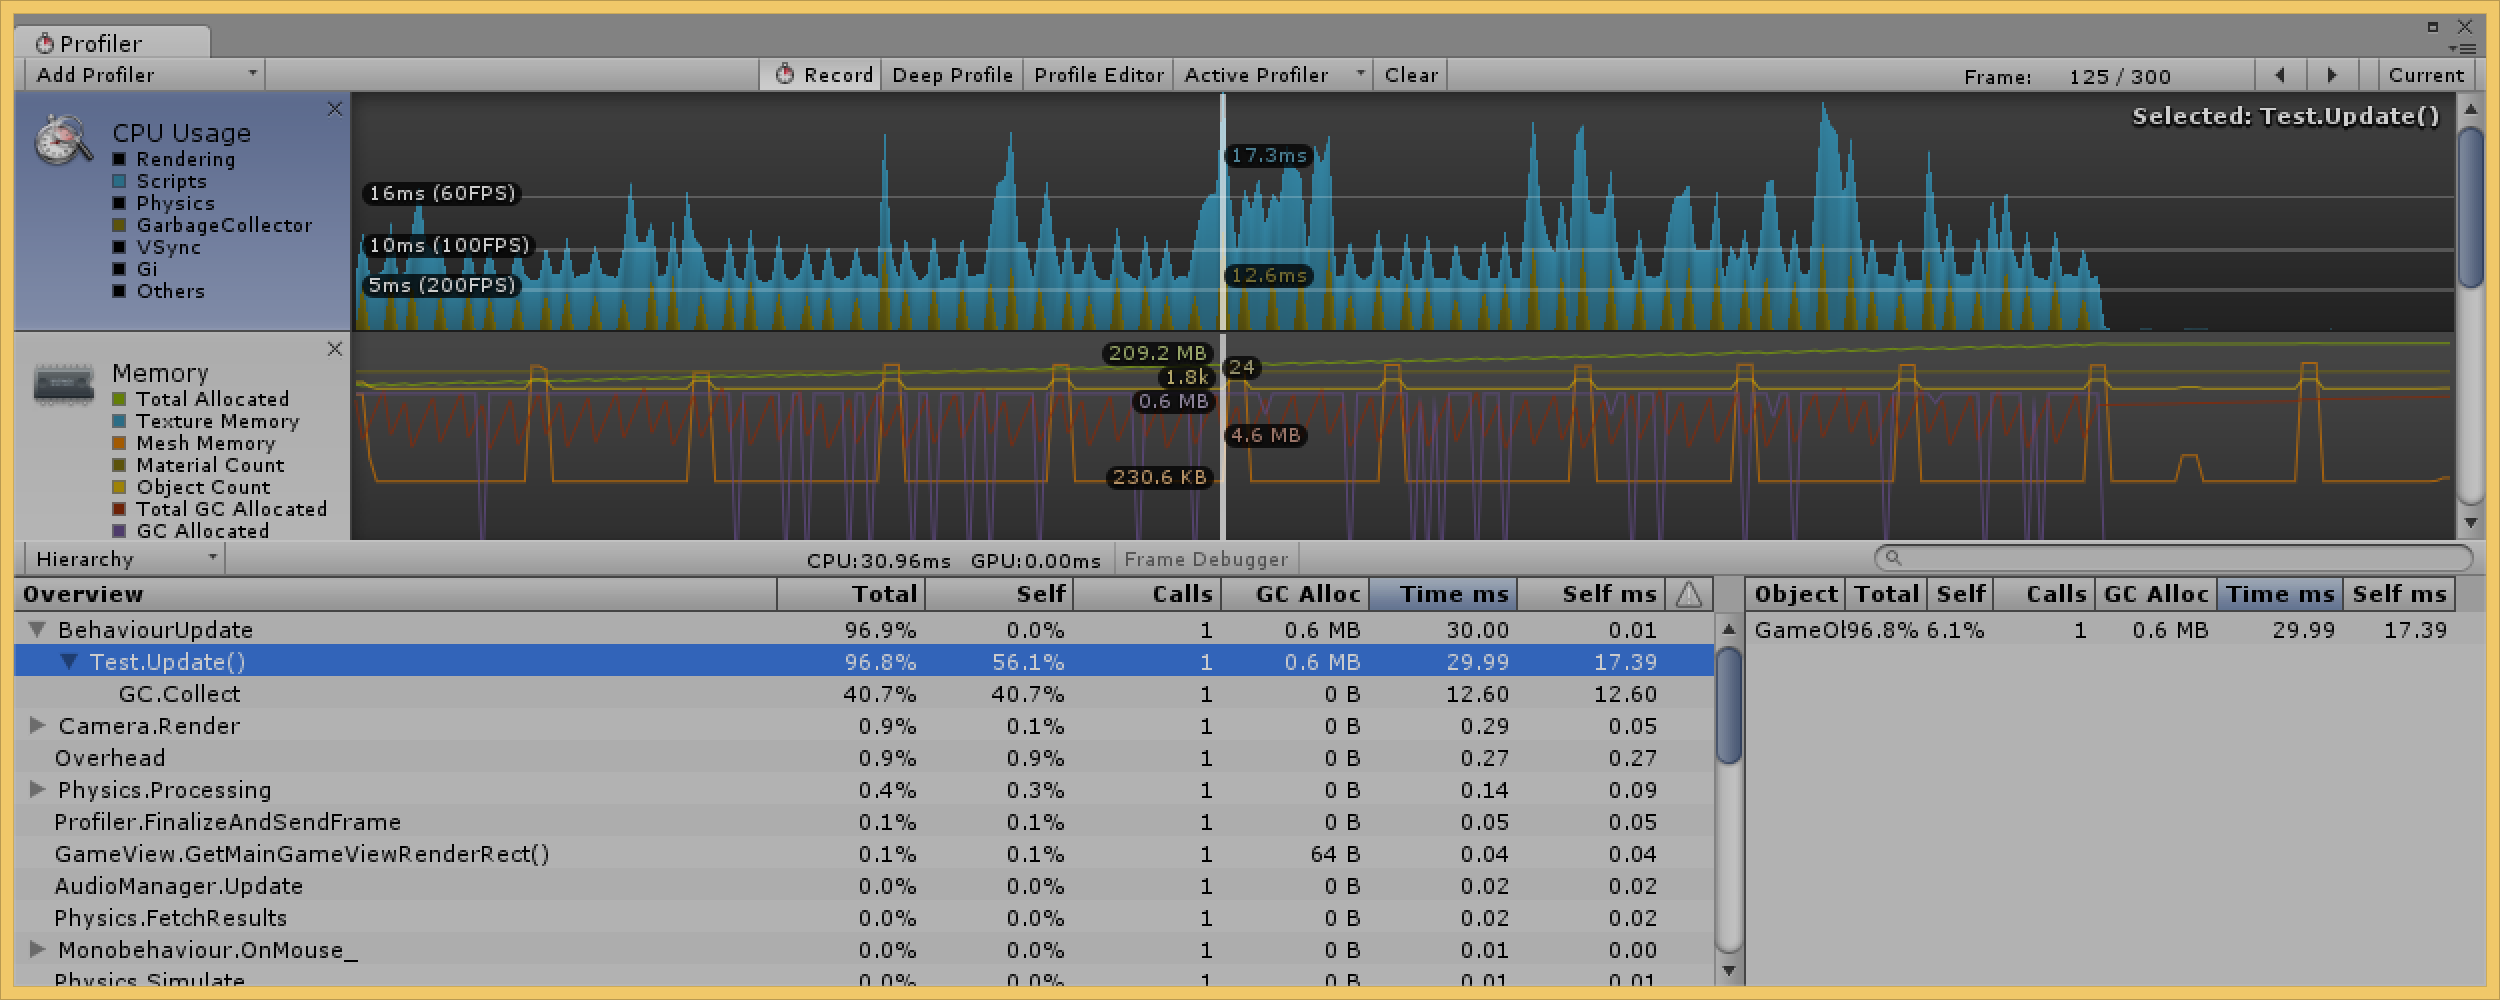 Profiler
Add Profiler Record Deep Profile Profile Editor Active Profiler Clear Frame: 125 / 300 Current
CPU Usage
Rendering
Scripts
Physics
GarbageCollector
VSync
Gi
Others
Selected: Test.Update()
17.3ms
16ms (60FPS)
10ms (100FPS)
12.6ms
5ms (200FPS)
Memory
Total Allocated
Texture Memory
Mesh Memory
Material Count
Object Count
Total GC Allocated
GC Allocated
209.2 MB
24
1.8k
0.6 MB
4.6 MB
230.6 KB
Hierarchy CPU:30.96ms GPU:0.00ms Frame Debugger
Overview Total Self Calls GC Alloc Time ms Self ms
BehaviourUpdate 96.9% 0.0% 1 0.6 MB 30.00 0.01
Test.Update() 96.8% 56.1% 1 0.6 MB 29.99 17.39
GC.Collect 40.7% 40.7% 1 0 B 12.60 12.60
Camera.Render 0.9% 0.1% 1 0 B 0.29 0.05
Overhead 0.9% 0.9% 1 0 B 0.27 0.27
Physics.Processing 0.4% 0.3% 1 0 B 0.14 0.09
Profiler.FinalizeAndSendFrame 0.1% 0.1% 1 0 B 0.05 0.05
GameView.GetMainGameViewRenderRect() 0.1% 0.1% 1 64 B 0.04 0.04
AudioManager.Update 0.0% 0.0% 1 0 B 0.02 0.02
Physics.FetchResults 0.0% 0.0% 1 0 B 0.02 0.02
Monobehaviour.OnMouse_ 0.0% 0.0% 1 0 B 0.01 0.00
Physics.Simulate 0.0% 0.0% 1 0 B 0.01 0.01
Object Total Self Calls GC Alloc Time ms Self ms
GameOl 96.8% 6.1% 1 0.6 MB 29.99 17.39